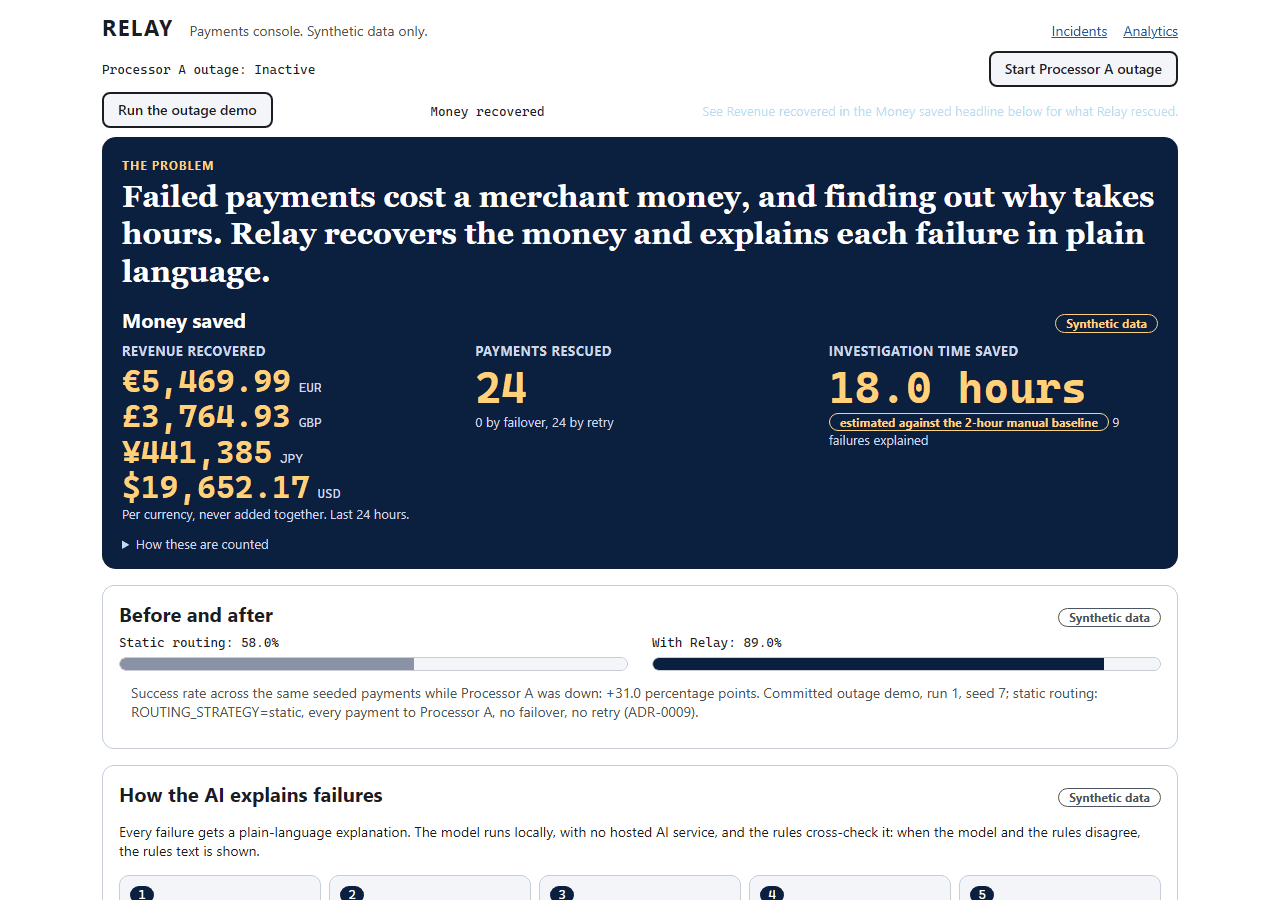 RELAY Payments console. Synthetic data only. Incidents Analytics
Processor A outage: Inactive Start Processor A outage
Run the outage demo Money recovered See Revenue recovered in the Money saved headline below for what Relay rescued.
THE PROBLEM
Failed payments cost a merchant money, and finding out why takes
hours. Relay recovers the money and explains each failure in plain
language.
Money saved Synthetic data
REVENUE RECOVERED
€5,469.99 EUR
£3,764.93 GBP
¥441,385 JPY
$19,652.17 USD
Per currency, never added together. Last 24 hours.
PAYMENTS RESCUED
24
0 by failover, 24 by retry
INVESTIGATION TIME SAVED
18.0 hours
estimated against the 2-hour manual baseline 9
failures explained
▶ How these are counted
Before and after Synthetic data
Static routing: 58.0%
With Relay: 89.0%
Success rate across the same seeded payments while Processor A was down: +31.0 percentage points. Committed outage demo, run 1, seed 7; static routing:
ROUTING_STRATEGY=static, every payment to Processor A, no failover, no retry (ADR-0009).
How the AI explains failures Synthetic data
Every failure gets a plain-language explanation. The model runs locally, with no hosted AI service, and the rules cross-check it: when the model and the rules disagree,
the rules text is shown.
1 2 3 4 5